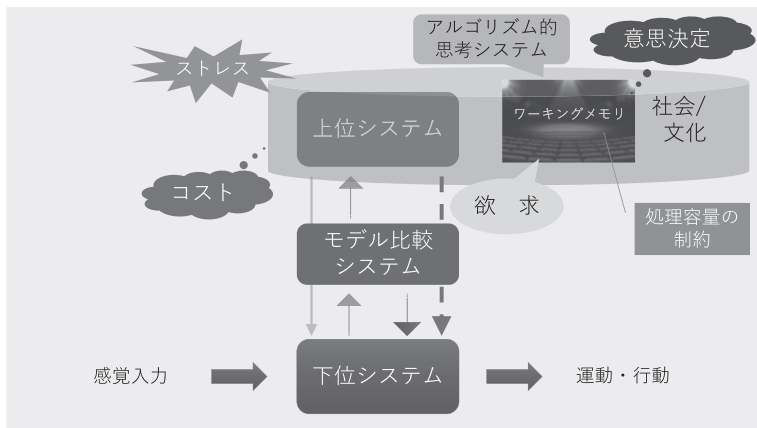 アルゴリズム的
思考システム
意思決定
ストレス
上位システム
ワーキングメモリ
社会/
文化
コスト
欲　求
処理容量の
制約
モデル比較
システム
感覚入力
下位システム
運動・行動